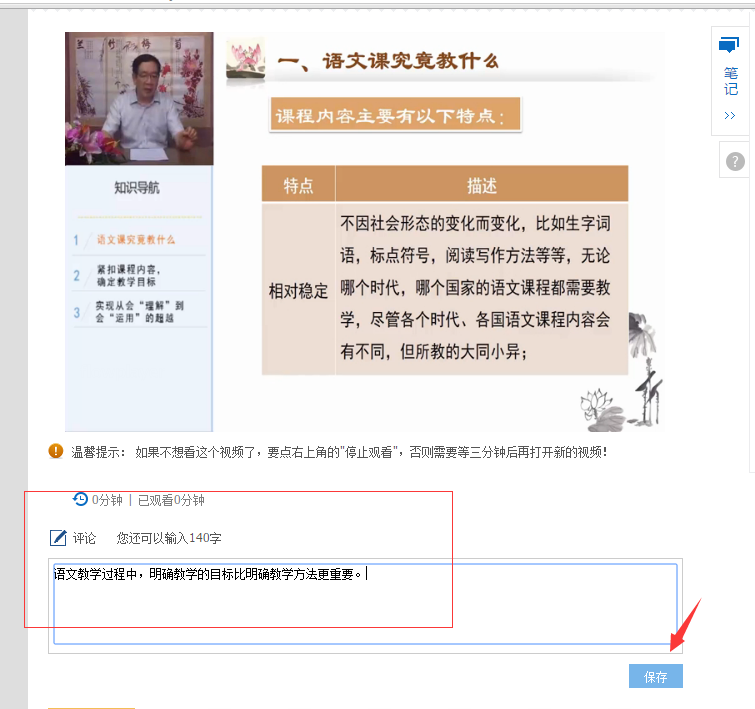 兰 竹 梅 菊
一、语文课究竟教什么
课程内容主要有以下特点：
笔记
>>
?
知识导航
1 语文课究竟教什么
2 紧扣课程内容，
确定教学目标
3 实现从会“理解”到
会“运用”的超越
特点 描述
相对稳定
不因社会形态的变化而变化，比如生字词
语，标点符号，阅读写作方法等等，无论
哪个时代，哪个国家的语文课程都需要教
学，尽管各个时代、各国语文课程内容会
有不同，但所教的大同小异；
温馨提示： 如果不想看这个视频了，要点右上角的"停止观看"，否则需要等三分钟后再打开新的视频！
0分钟 | 已观看0分钟
评论 您还可以输入140字
语文教学过程中，明确教学的目标比明确教学方法更重要。
保存